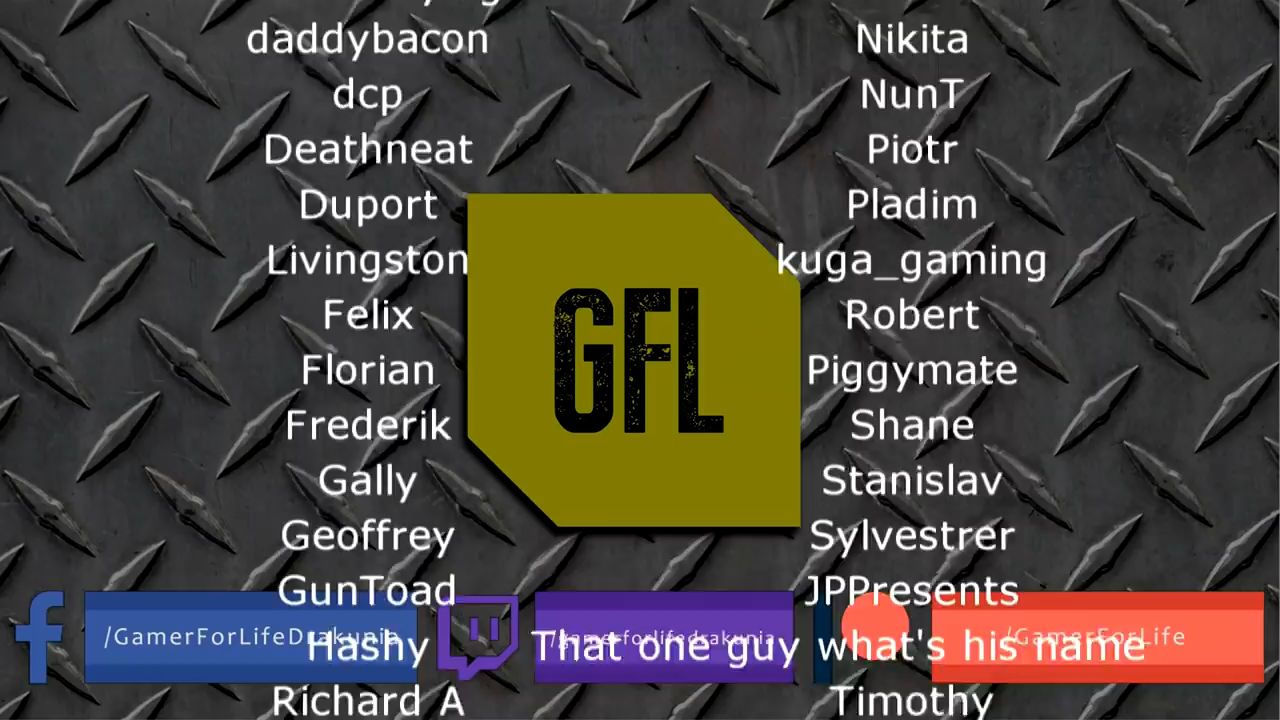 daddybacon
dcp
Deathneat
Duport
Livingston
Felix
Florian
Frederik
Gally
Geoffrey
GunToad
Hashy
Richard A
Nikita
NunT
Piotr
Pladim
kuga_gaming
Robert
Piggymate
Shane
Stanislav
Sylvestrer
JPPresents
That one guy what's his name
Timothy
GFL
/GamerForLifeDrakunia
/gamerforlifedrakunia
/GamerForLife